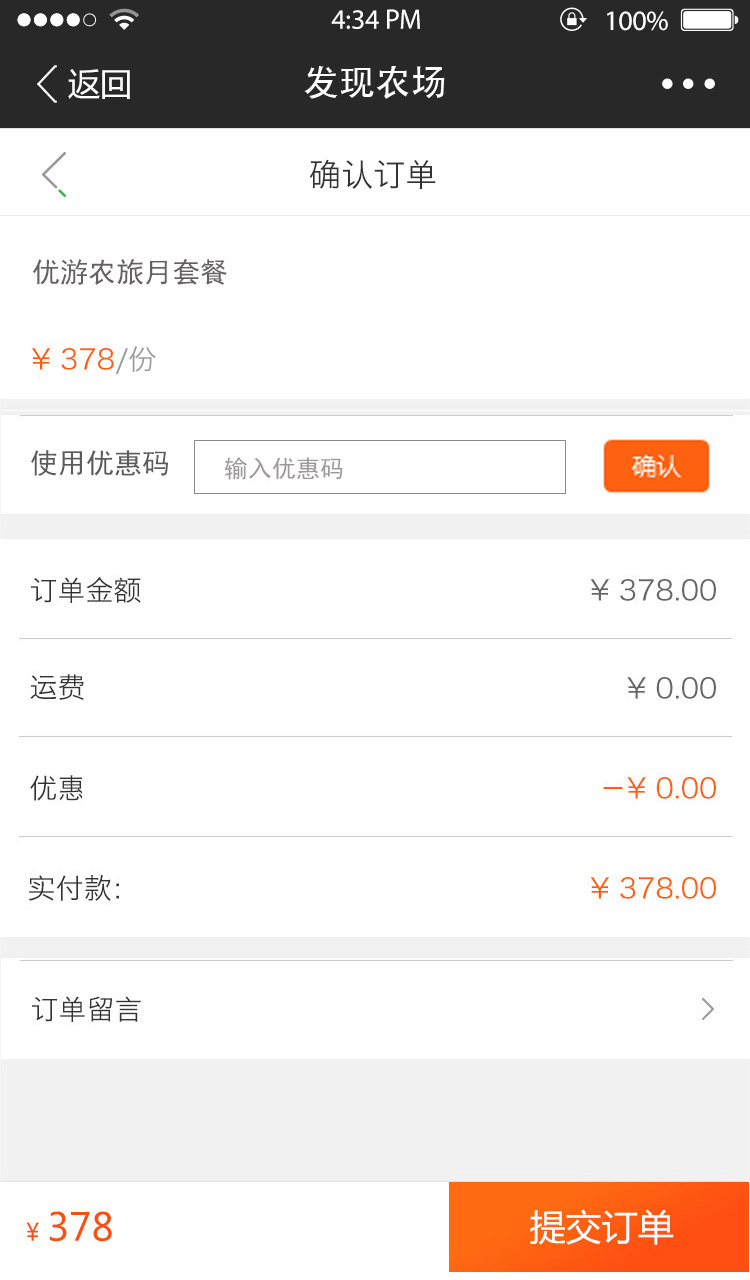 4:34 PM 100%
返回 发现农场
确认订单
优游农旅月套餐
¥ 378/份
使用优惠码 输入优惠码 确认
订单金额 ¥ 378.00
运费 ¥ 0.00
优惠 –¥ 0.00
实付款: ¥ 378.00
订单留言
¥ 378 提交订单